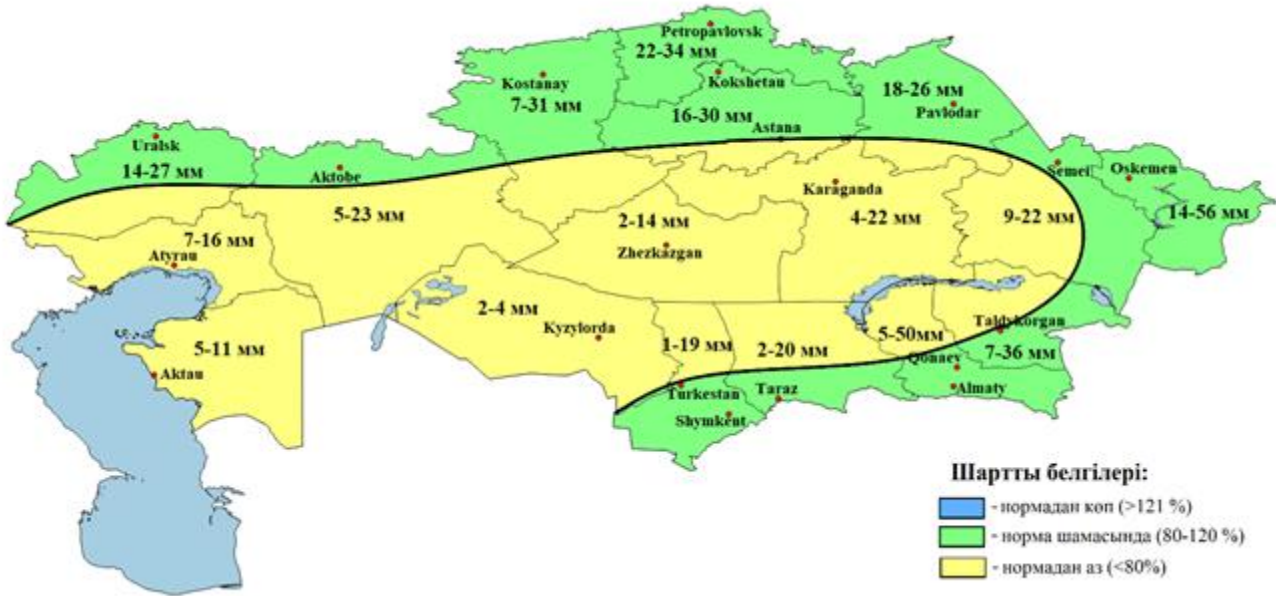 Petropavlovsk
22-34 мм
Kostanay
7-31 мм
Kokshetau
16-30 мм
Astana
18-26 мм
Pavlodar
Uralsk
14-27 мм
Aktobe
5-23 мм
Semei
Oskemen
14-56 мм
Karaganda
4-22 мм
9-22 мм
2-14 мм
Zhezkazgan
7-16 мм
Atyrau
2-4 мм
Kyzylorda
5-11 мм
Aktau
1-19 мм
2-20 мм
5-50мм
Taldykorgan
7-36 мм
Qonaev
Almaty
Turkestan
Taraz
Shymkent
Шартты белгілері:
- нормадан көп (>121 %)
- норма шамасында (80-120 %)
- нормадан аз (<80%)